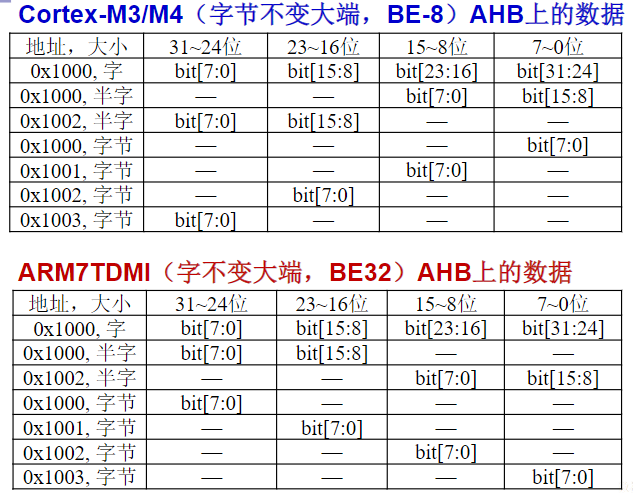 Cortex-M3/M4（字节不变大端，BE-8）AHB上的数据
地址，大小 31~24位 23~16位 15~8位 7~0位
0x1000, 字 bit[7:0] bit[15:8] bit[23:16] bit[31:24]
0x1000, 半字 — — bit[7:0] bit[15:8]
0x1002, 半字 bit[7:0] bit[15:8] — —
0x1000, 字节 — — — bit[7:0]
0x1001, 字节 — — bit[7:0] —
0x1002, 字节 — bit[7:0] — —
0x1003, 字节 bit[7:0] — — —
ARM7TDMI（字不变大端，BE32）AHB上的数据
地址，大小 31~24位 23~16位 15~8位 7~0位
0x1000, 字 bit[7:0] bit[15:8] bit[23:16] bit[31:24]
0x1000, 半字 bit[7:0] bit[15:8] — —
0x1002, 半字 — — bit[7:0] bit[15:8]
0x1000, 字节 bit[7:0] — — —
0x1001, 字节 — bit[7:0] — —
0x1002, 字节 — — bit[7:0] —
0x1003, 字节 — — — bit[7:0]